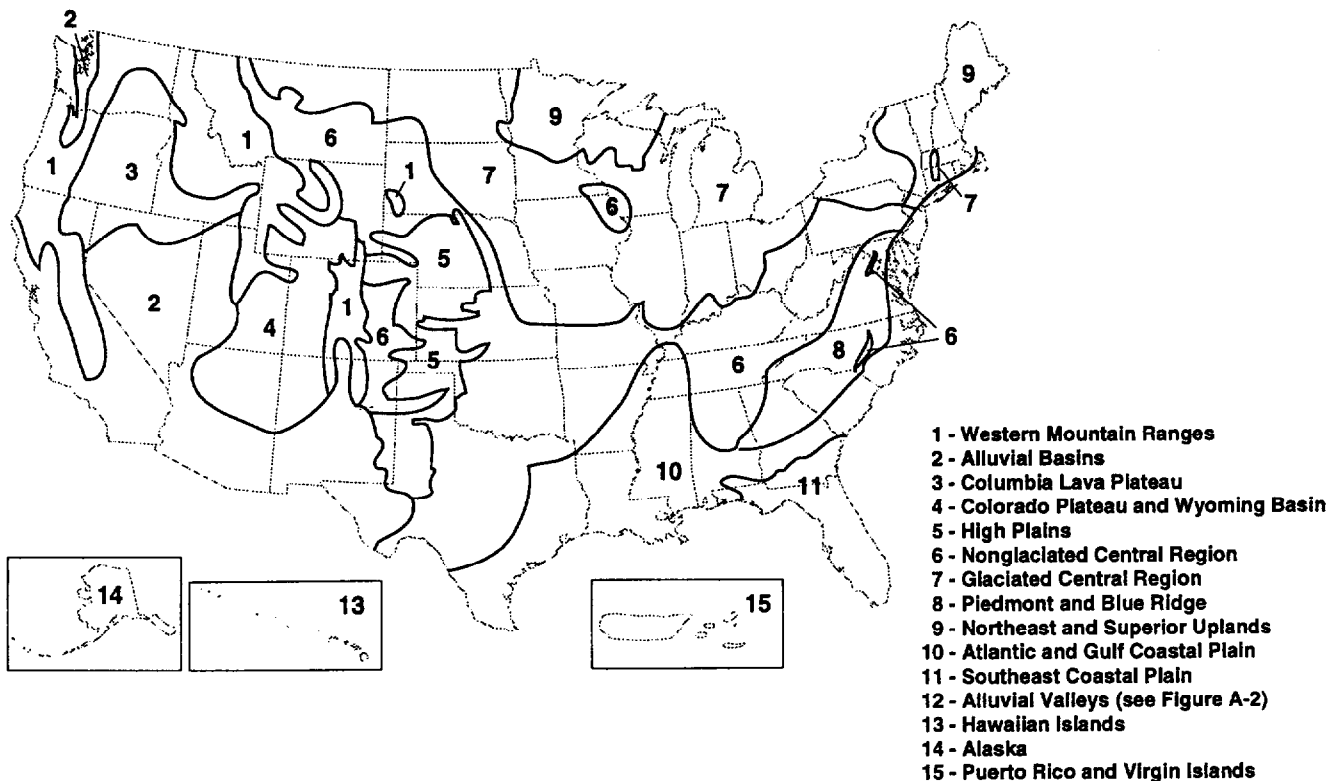 2
9
9
1
6
1
3
1
7
7
6
7
5
2
1
4
6
6
5
6
8
10
11
14
13
15
1 - Western Mountain Ranges
2 - Alluvial Basins
3 - Columbia Lava Plateau
4 - Colorado Plateau and Wyoming Basin
5 - High Plains
6 - Nonglaciated Central Region
7 - Glaciated Central Region
8 - Piedmont and Blue Ridge
9 - Northeast and Superior Uplands
10 - Atlantic and Gulf Coastal Plain
11 - Southeast Coastal Plain
12 - Alluvial Valleys (see Figure A-2)
13 - Hawaiian Islands
14 - Alaska
15 - Puerto Rico and Virgin Islands